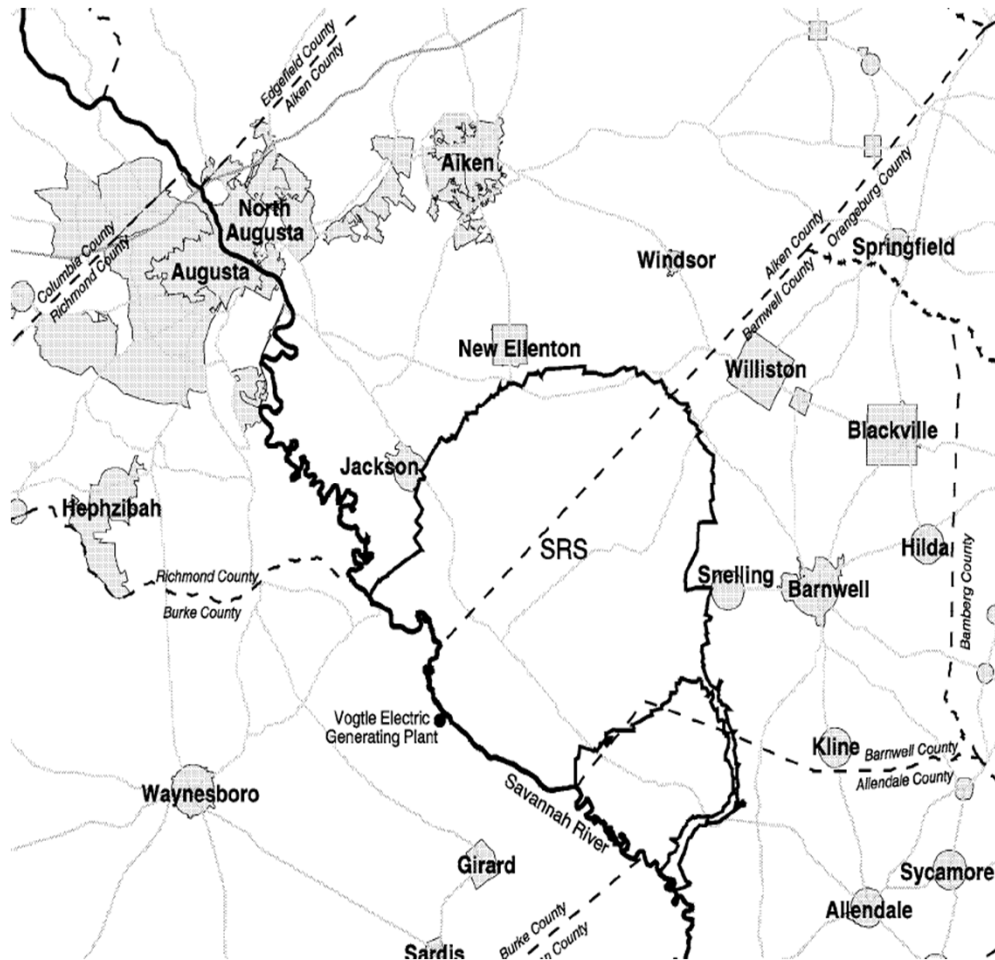 Edgefield County
Aiken County
Aiken
North
Augusta
Columbia County
Richmond County
Augusta
Windsor
Aiken County
Orangeburg County
Barnwell County
Springfield
New Ellenton
Williston
Blackville
Jackson
Hephzibah
SRS
Hilda
Richmond County
Burke County
Snelling
Barnwell
Bamberg County
Vogtle Electric
Generating Plant
Kline
Barnwell County
Allendale County
Waynesboro
Savannah River
Girard
Sycamore
Allendale
Burke County
n County
Sardis